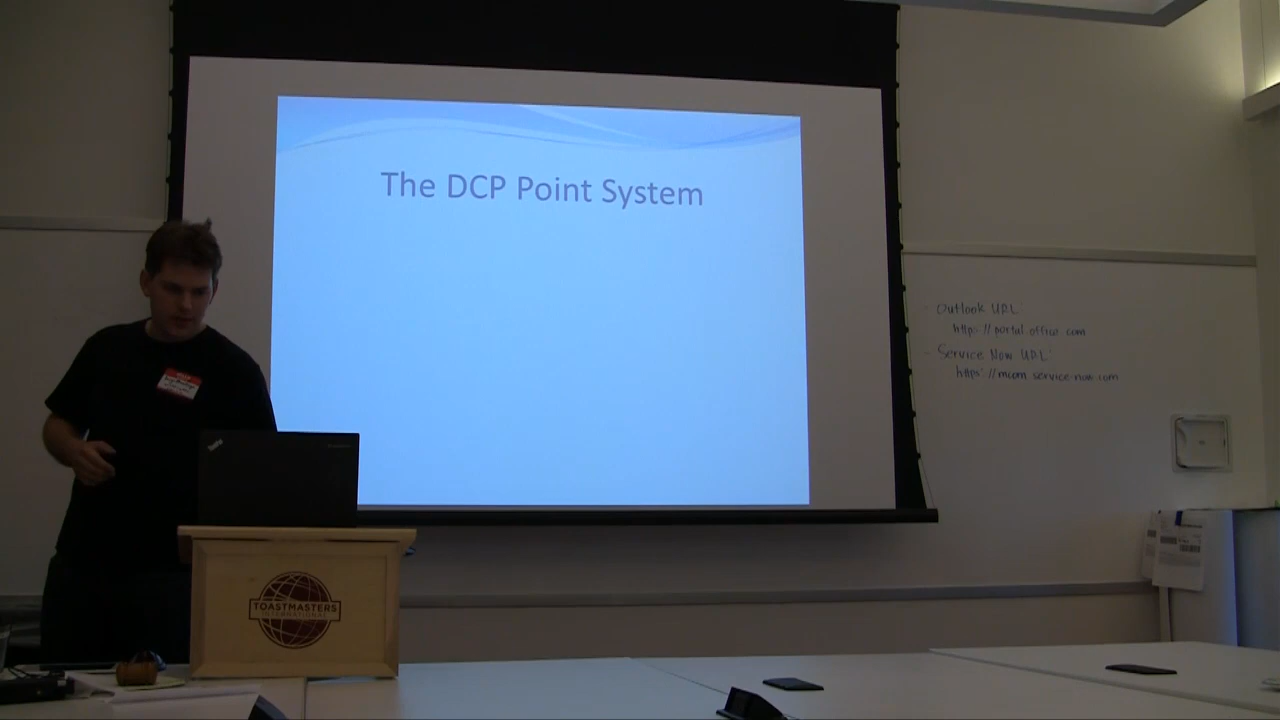 The DCP Point System
- Outlook URL
http://portal.office.com
- Service Now URL
https://mcom.service-now.com
TOASTMASTERS
INTERNATIONAL